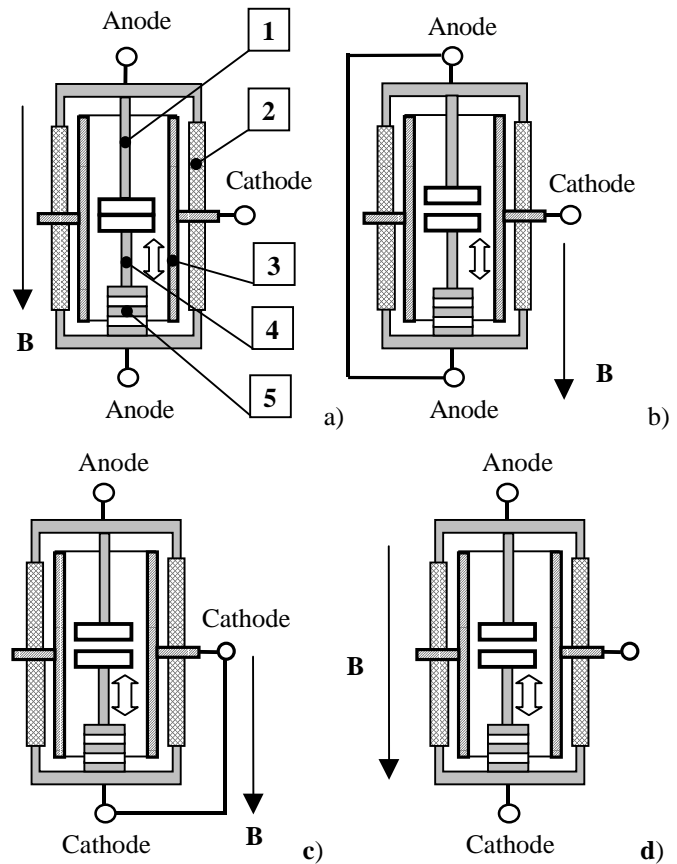 Anode
1
2
Cathode
3
4
5
B
Anode
a)
Anode
Cathode
B
Anode
b)
Anode
Cathode
B
Cathode
c)
Anode
B
Cathode
d)